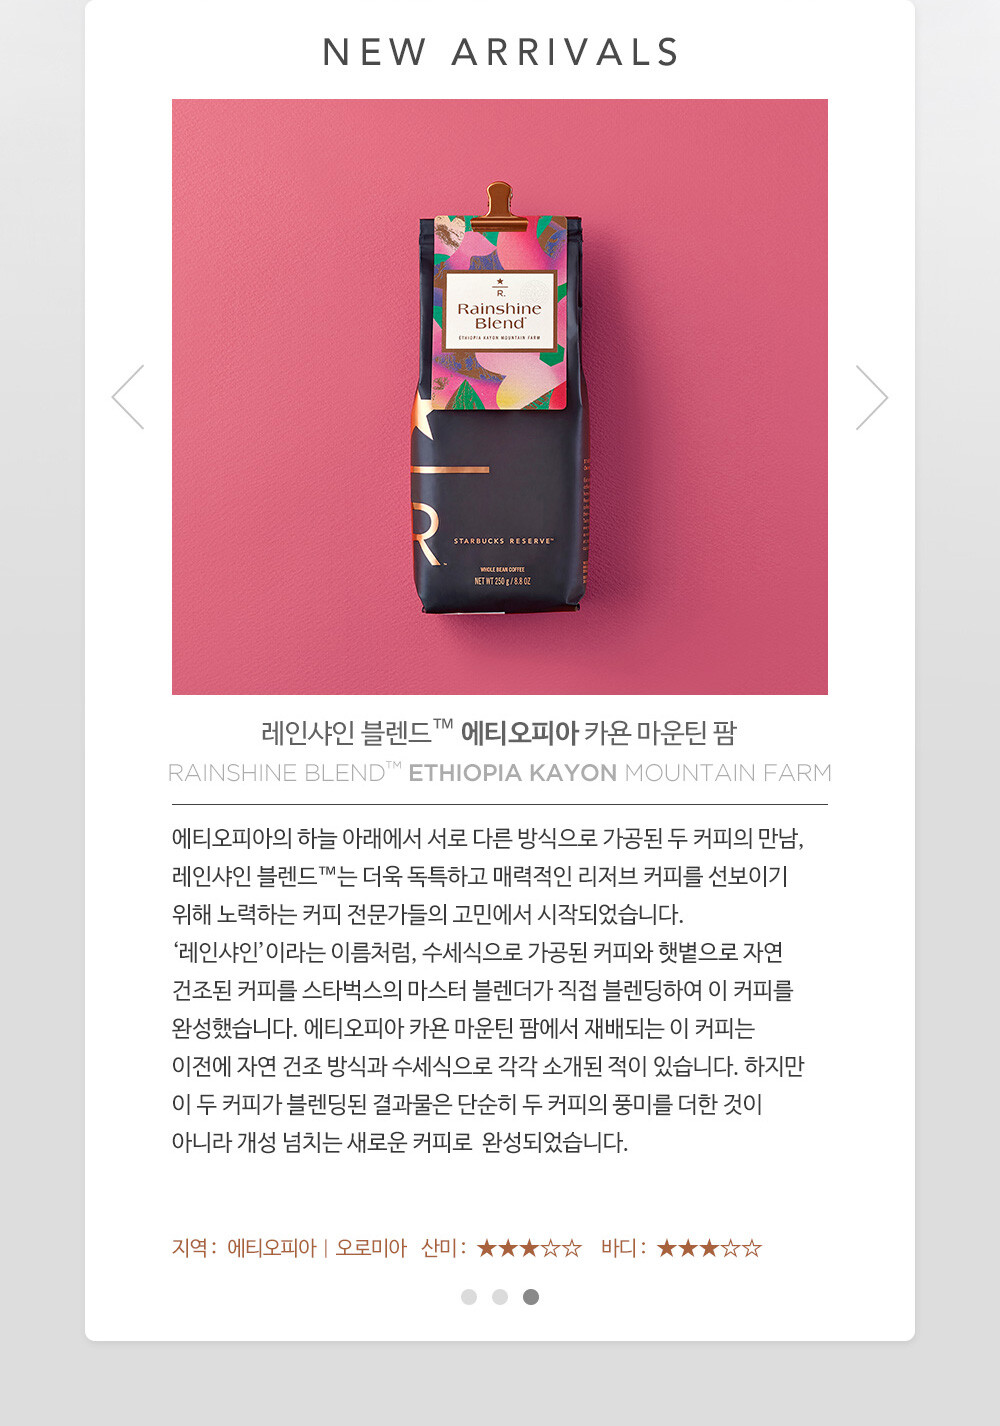 NEW ARRIVALS
R.
Rainshine
Blend
ETHIOPIA KAYON MOUNTAIN FARM
R
STARBUCKS RESERVE™
WHOLE BEAN COFFEE
NET WT 250 g / 8.8 OZ
레인샤인 블렌드™ 에티오피아 카욘 마운틴 팜
RAINSHINE BLEND™ ETHIOPIA KAYON MOUNTAIN FARM
에티오피아의 하늘 아래에서 서로 다른 방식으로 가공된 두 커피의 만남,
레인샤인 블렌드™는 더욱 독특하고 매력적인 리저브 커피를 선보이기
위해 노력하는 커피 전문가들의 고민에서 시작되었습니다.
‘레인샤인’이라는 이름처럼, 수세식으로 가공된 커피와 햇볕으로 자연
건조된 커피를 스타벅스의 마스터 블렌더가 직접 블렌딩하여 이 커피를
완성했습니다. 에티오피아 카욘 마운틴 팜에서 재배되는 이 커피는
이전에 자연 건조 방식과 수세식으로 각각 소개된 적이 있습니다. 하지만
이 두 커피가 블렌딩된 결과물은 단순히 두 커피의 풍미를 더한 것이
아니라 개성 넘치는 새로운 커피로 완성되었습니다.
지역 : 에티오피아 | 오로미아 산미 : ★★★☆☆ 바디 : ★★★☆☆